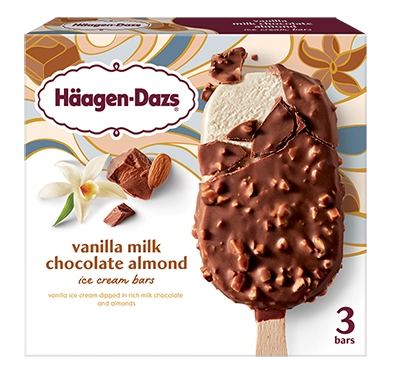 vanilla milk
chocolate almond
ice cream bars
Häagen-Dazs
vanilla milk
chocolate almond
ice cream bars
vanilla ice cream dipped in rich milk chocolate
and almonds
3
bars